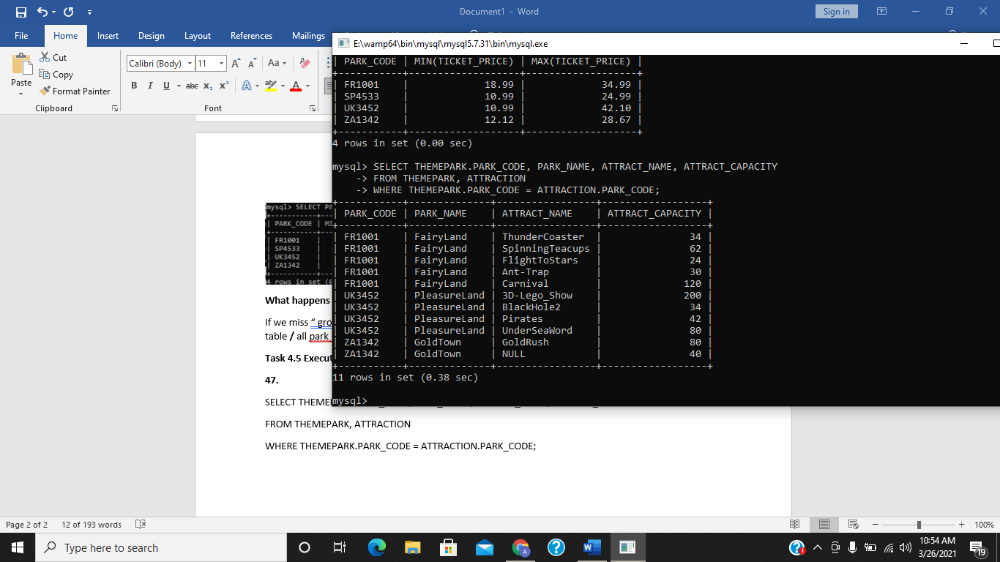 Document1 - Word
Sign in
File Home Insert Design Layout References Mailings
E:\wamp64\bin\mysql\mysql5.7.31\bin\mysql.exe
Paste
Cut
Copy
Format Painter
Clipboard
Calibri (Body) 11
Font
| PARK_CODE | MIN(TICKET_PRICE) | MAX(TICKET_PRICE) |
| FR1001 | 18.99 | 34.99 |
| SP4533 | 10.99 | 24.99 |
| UK3452 | 10.99 | 42.10 |
| ZA1342 | 12.12 | 28.67 |
4 rows in set (0.00 sec)
mysql> SELECT THEMEPARK.PARK_CODE, PARK_NAME, ATTRACT_NAME, ATTRACT_CAPACITY
-> FROM THEMEPARK, ATTRACTION
-> WHERE THEMEPARK.PARK_CODE = ATTRACTION.PARK_CODE;
| PARK_CODE | PARK_NAME | ATTRACT_NAME | ATTRACT_CAPACITY |
| FR1001 | FairyLand | ThunderCoaster | 34 |
| FR1001 | FairyLand | SpinningTeacups | 62 |
| FR1001 | FairyLand | FlightToStars | 24 |
| FR1001 | FairyLand | Ant-Trap | 30 |
| FR1001 | FairyLand | Carnival | 120 |
| UK3452 | PleasureLand | 3D-Lego_Show | 200 |
| UK3452 | PleasureLand | BlackHole2 | 34 |
| UK3452 | PleasureLand | Pirates | 42 |
| UK3452 | PleasureLand | UnderSeaWord | 80 |
| ZA1342 | GoldTown | GoldRush | 80 |
| ZA1342 | GoldTown | NULL | 40 |
11 rows in set (0.38 sec)
mysql>
mysql> SELECT PA
| PARK_CODE | MI
| FR1001 |
| SP4533 |
| UK3452 |
| ZA1342 |
4 rows in set (0
What happens
If we miss “ gro
table / all park
Task 4.5 Execut
47.
SELECT THEME
FROM THEMEPARK, ATTRACTION
WHERE THEMEPARK.PARK_CODE = ATTRACTION.PARK_CODE;
Page 2 of 2 12 of 193 words
100%
Type here to search
10:54 AM
3/26/2021
19